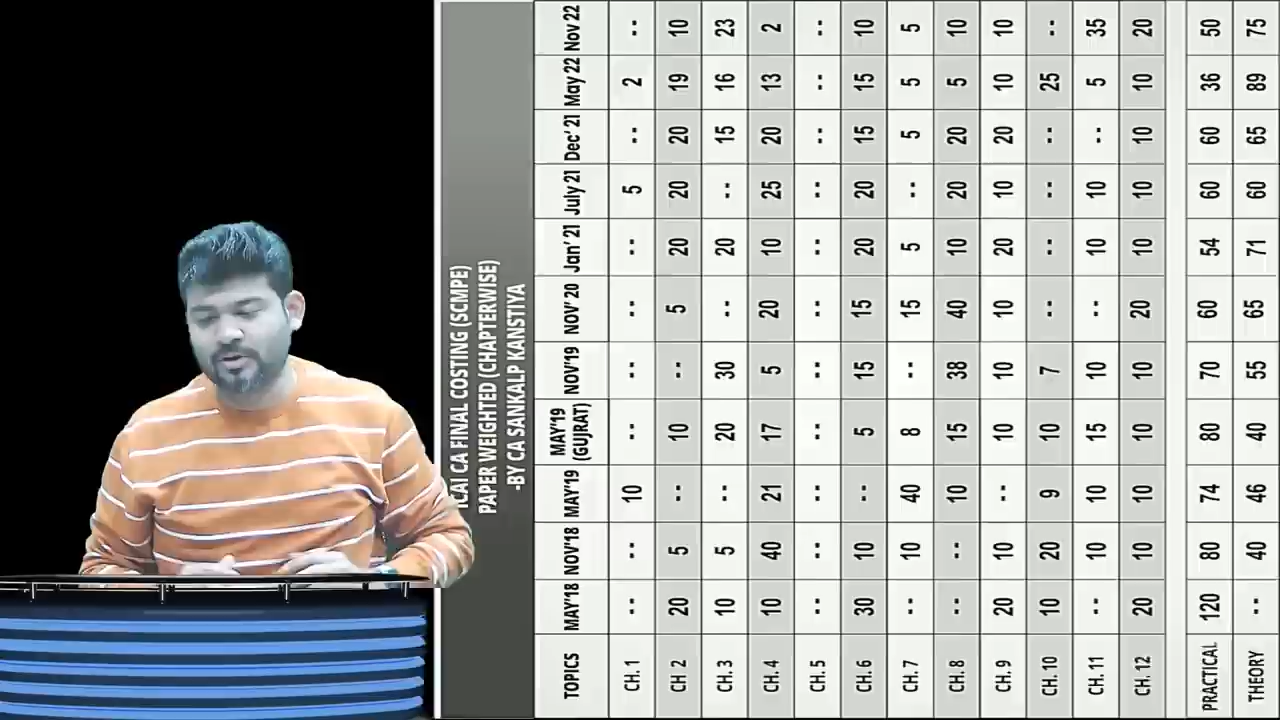 ICAI CA FINAL COSTING (SCMPE)
PAPER WEIGHTED (CHAPTERWISE)
-BY CA SANKALP KANSTIYA
TOPICS MAY'18 NOV'18 MAY'19 MAY'19 (GUJRAT) NOV'19 NOV' 20 Jan' 21 July 21 Dec' 21 May 22 Nov 22
CH. 1 -- -- 10 -- -- -- -- 5 -- 2 --
CH 2 20 5 -- 10 -- 5 20 20 20 19 10
CH. 3 10 5 -- 20 30 -- 20 -- 15 16 23
CH. 4 10 40 21 17 5 20 10 25 20 13 2
CH. 5 -- -- -- -- -- -- -- -- -- -- --
CH. 6 30 10 -- 5 15 15 20 20 15 15 10
CH. 7 -- 10 40 8 -- 15 5 -- 5 5 5
CH. 8 -- -- 10 15 38 40 10 20 20 5 10
CH. 9 20 10 -- 10 10 10 20 10 20 10 10
CH. 10 10 20 9 10 7 -- -- -- -- 25 --
CH. 11 -- 10 10 15 10 -- 10 10 -- 5 35
CH. 12 20 10 10 10 10 20 10 10 10 10 20
PRACTICAL 120 80 74 80 70 60 54 60 60 36 50
THEORY -- 40 46 40 55 65 71 60 65 89 75